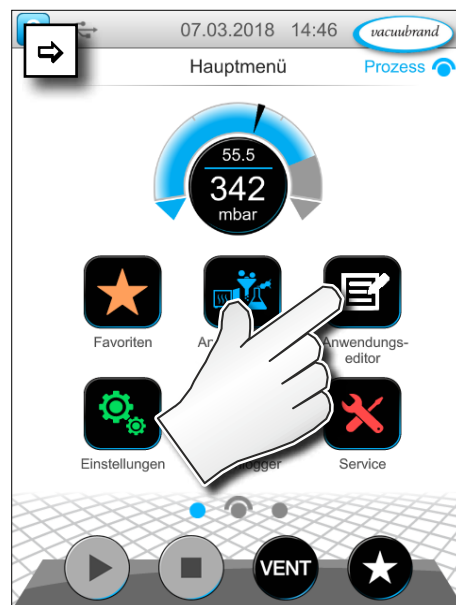 07.03.2018 14:46 vacuubrand
Hauptmenü Prozess
55.5
342
mbar
Favoriten
Anwendungs-
editor
Einstellungen
Service
VENT